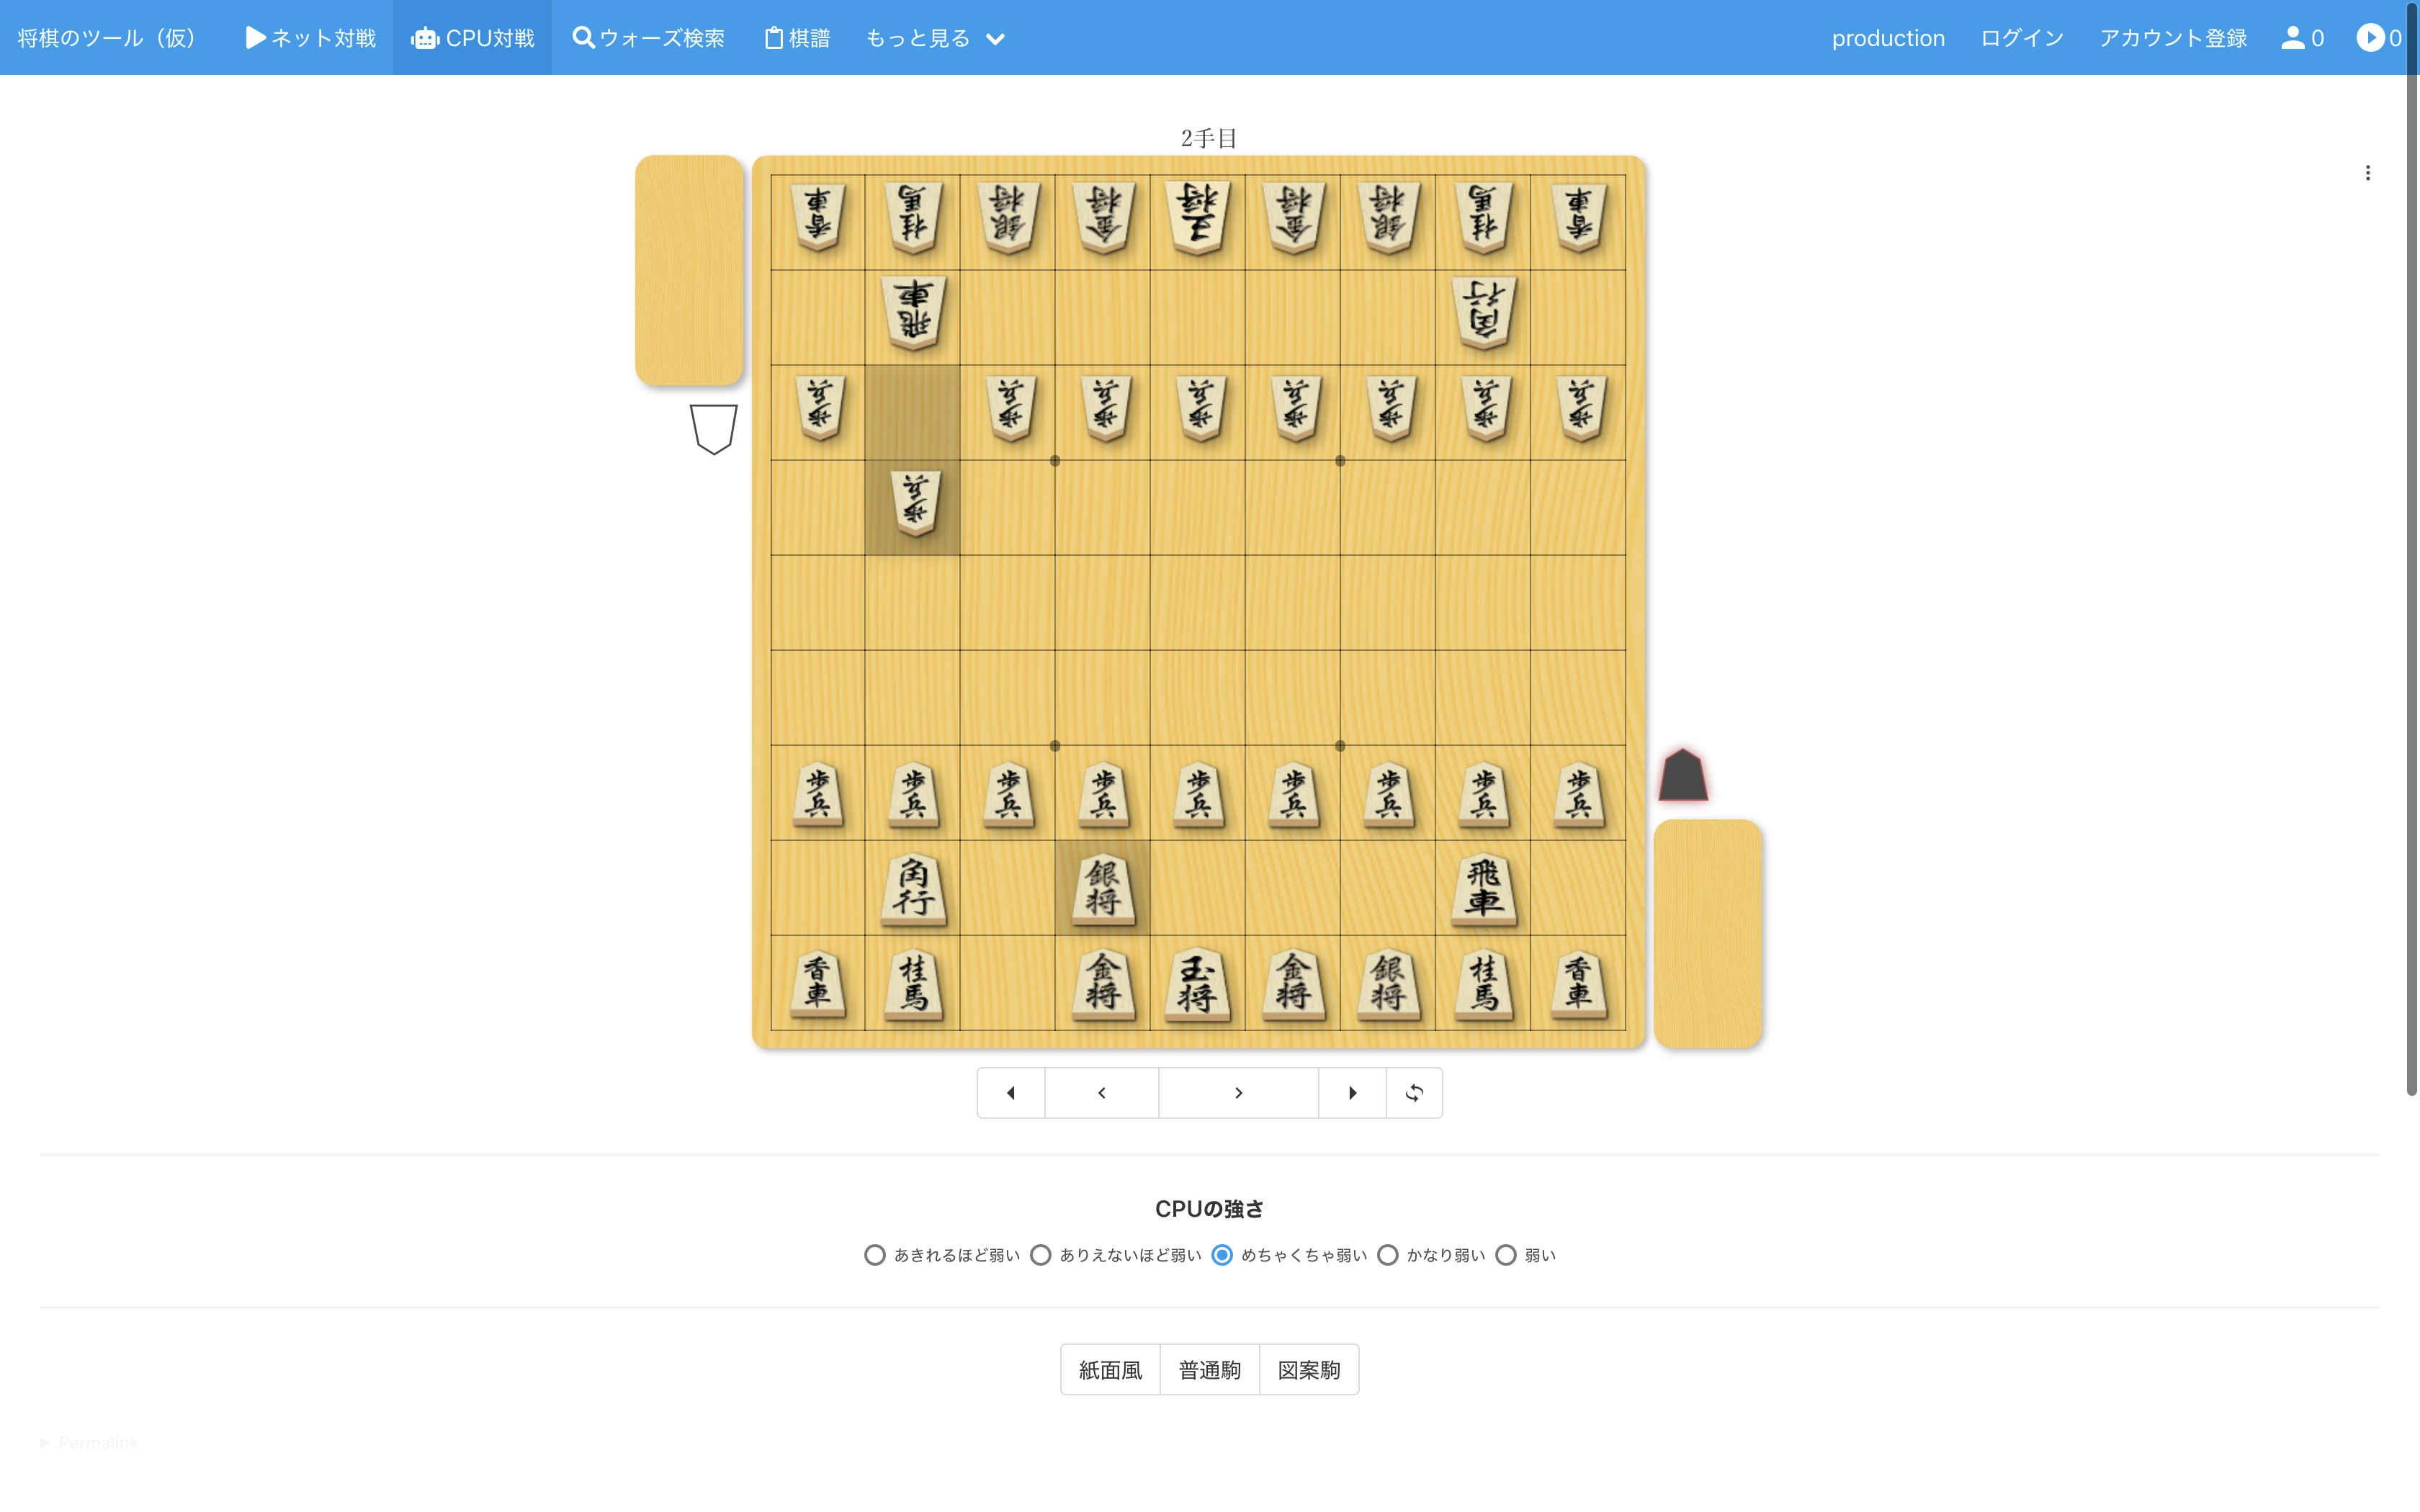 将棋のツール（仮） ネット対戦 CPU対戦 ウォーズ検索 棋譜 もっと見る production ログイン アカウント登録 0 0
2手目
香車 桂馬 銀将 金将 王将 金将 銀将 桂馬 香車
飛車 角行
歩兵 歩兵 歩兵 歩兵 歩兵 歩兵 歩兵 歩兵
歩兵
歩兵 歩兵 歩兵 歩兵 歩兵 歩兵 歩兵 歩兵 歩兵
角行 銀将 飛車
香車 桂馬 金将 玉将 金将 銀将 桂馬 香車
CPUの強さ
あきれるほど弱い ありえないほど弱い めちゃくちゃ弱い かなり弱い 弱い
紙面風 普通駒 図案駒
Permalink